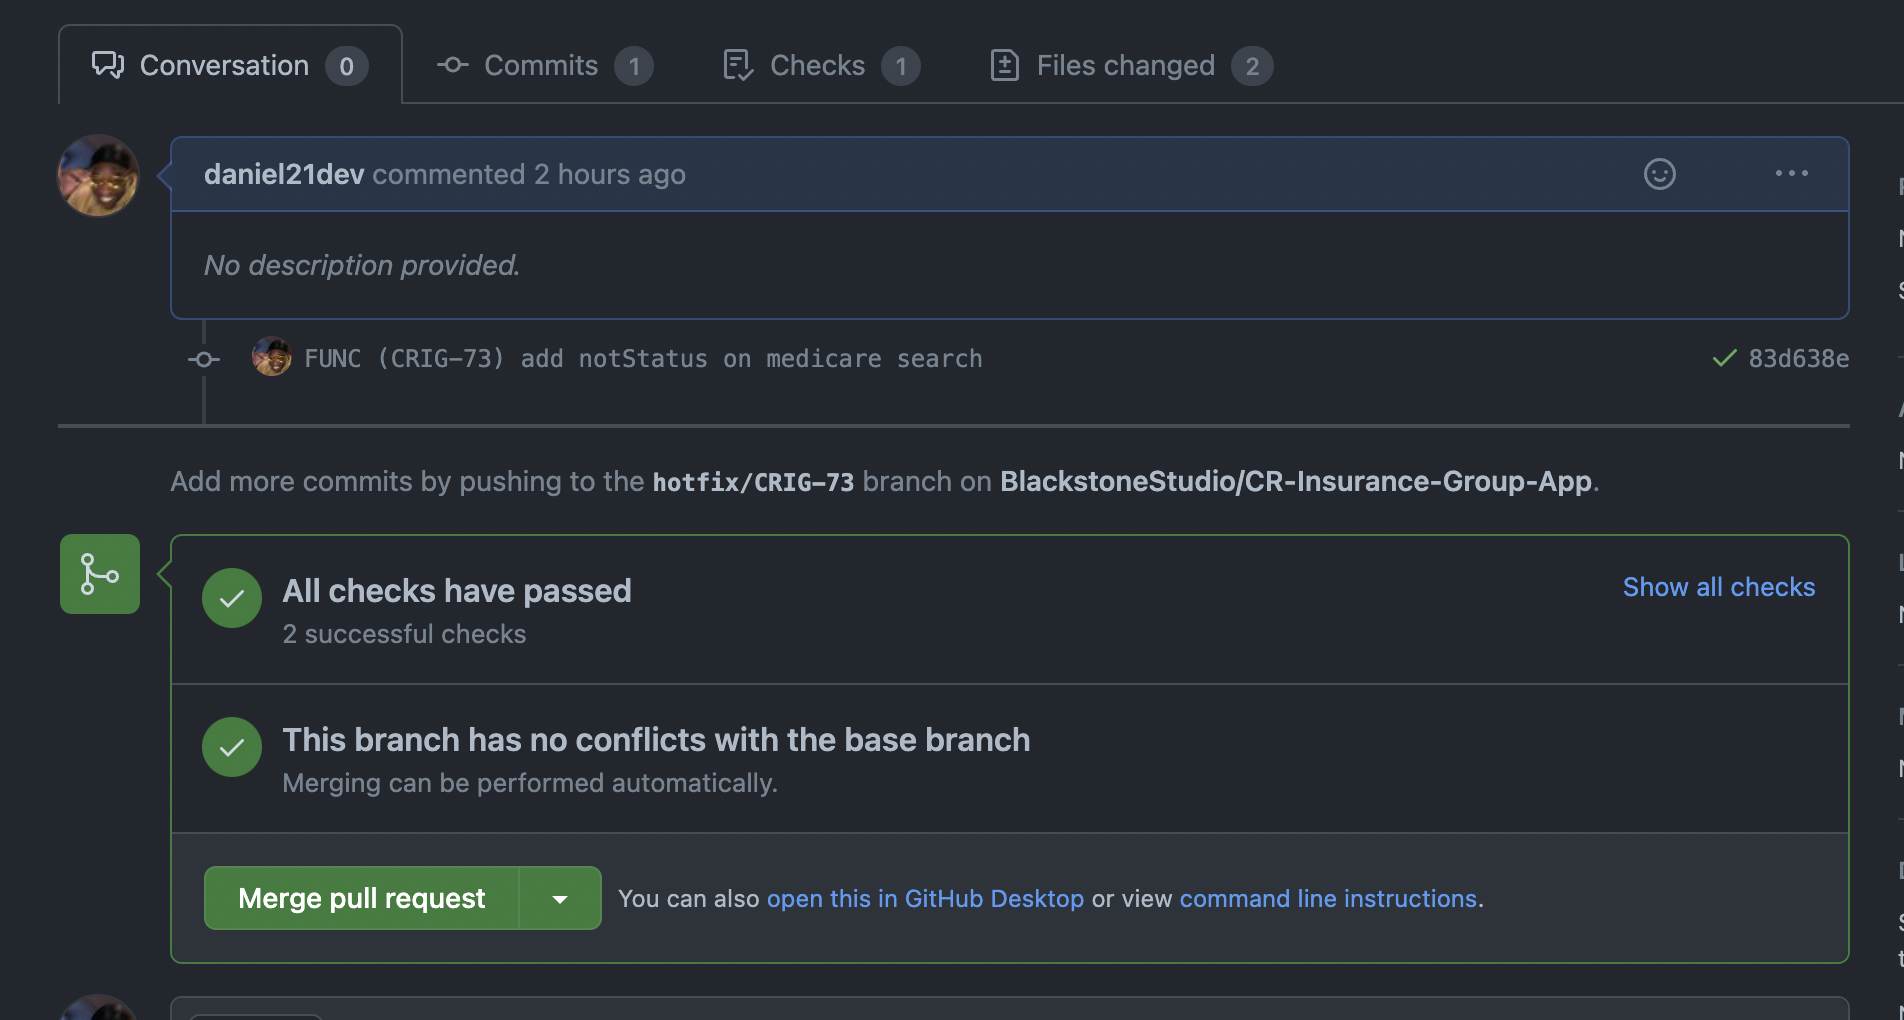 Conversation 0 Commits 1 Checks 1 Files changed 2
daniel21dev commented 2 hours ago
No description provided.
FUNC (CRIG-73) add notStatus on medicare search 83d638e
Add more commits by pushing to the hotfix/CRIG-73 branch on BlackstoneStudio/CR-Insurance-Group-App.
All checks have passed
Show all checks
2 successful checks
This branch has no conflicts with the base branch
Merging can be performed automatically.
Merge pull request
You can also open this in GitHub Desktop or view command line instructions.